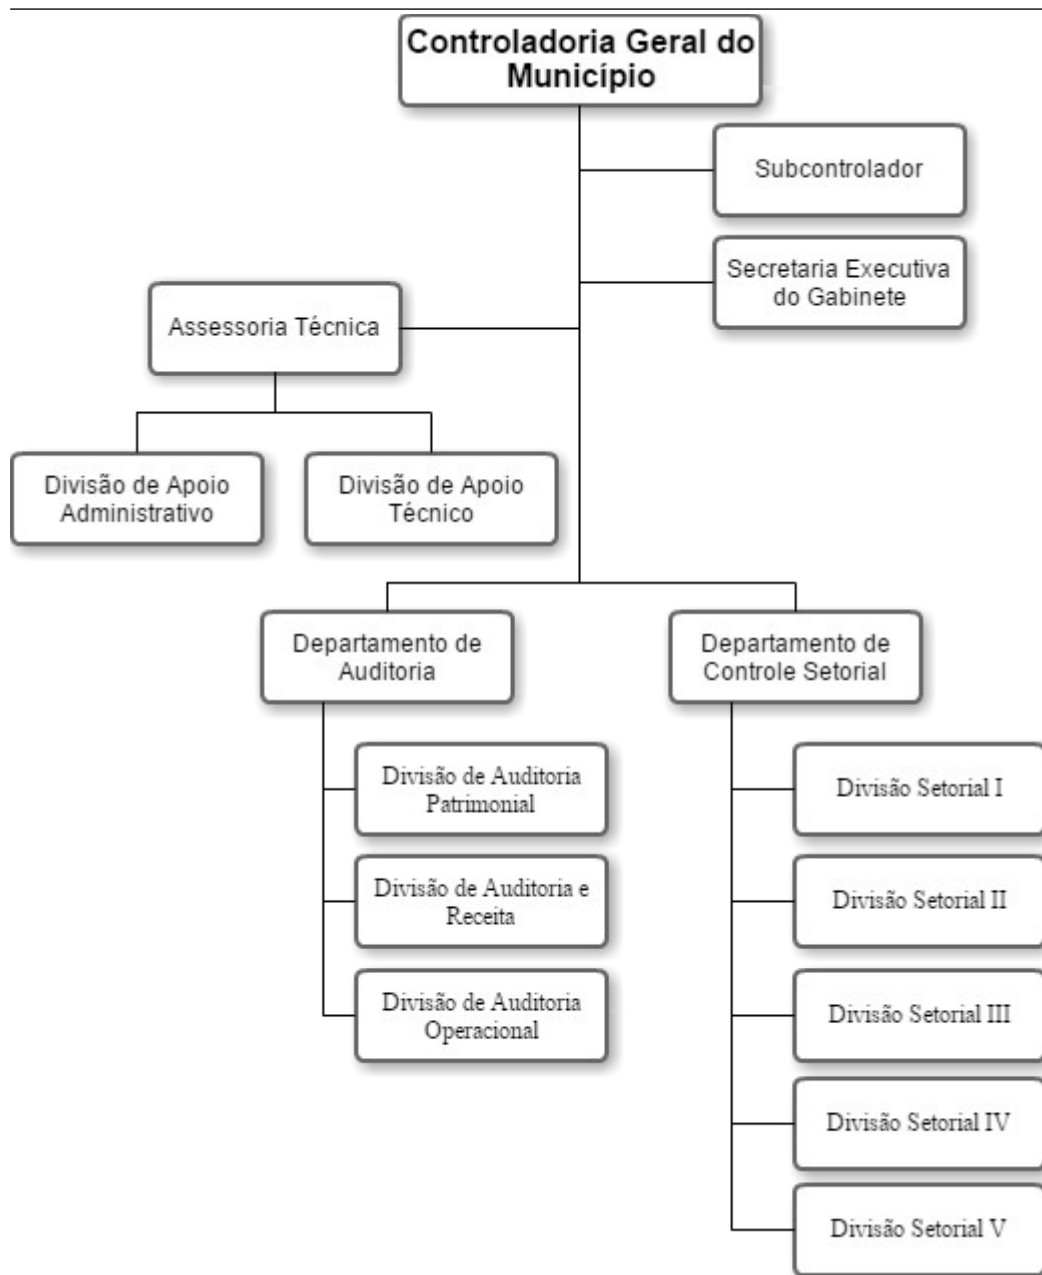 Controladoria Geral do
Município
Subcontrolador
Secretaria Executiva
do Gabinete
Assessoria Técnica
Divisão de Apoio
Administrativo
Divisão de Apoio
Técnico
Departamento de
Auditoria
Departamento de
Controle Setorial
Divisão de Auditoria
Patrimonial
Divisão de Auditoria e
Receita
Divisão de Auditoria
Operacional
Divisão Setorial I
Divisão Setorial II
Divisão Setorial III
Divisão Setorial IV
Divisão Setorial V